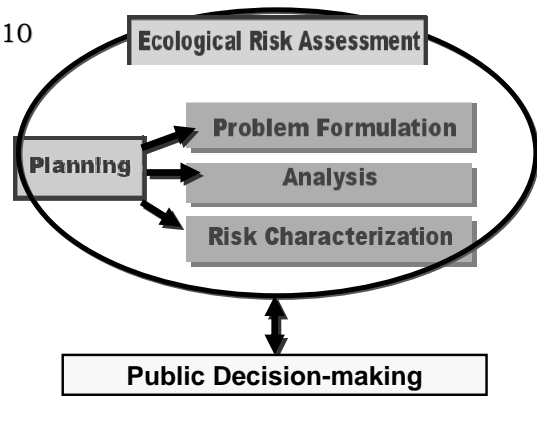 10
Ecological Risk Assessment
Problem Formulation
Planning
Analysis
Risk Characterization
Public Decision-making